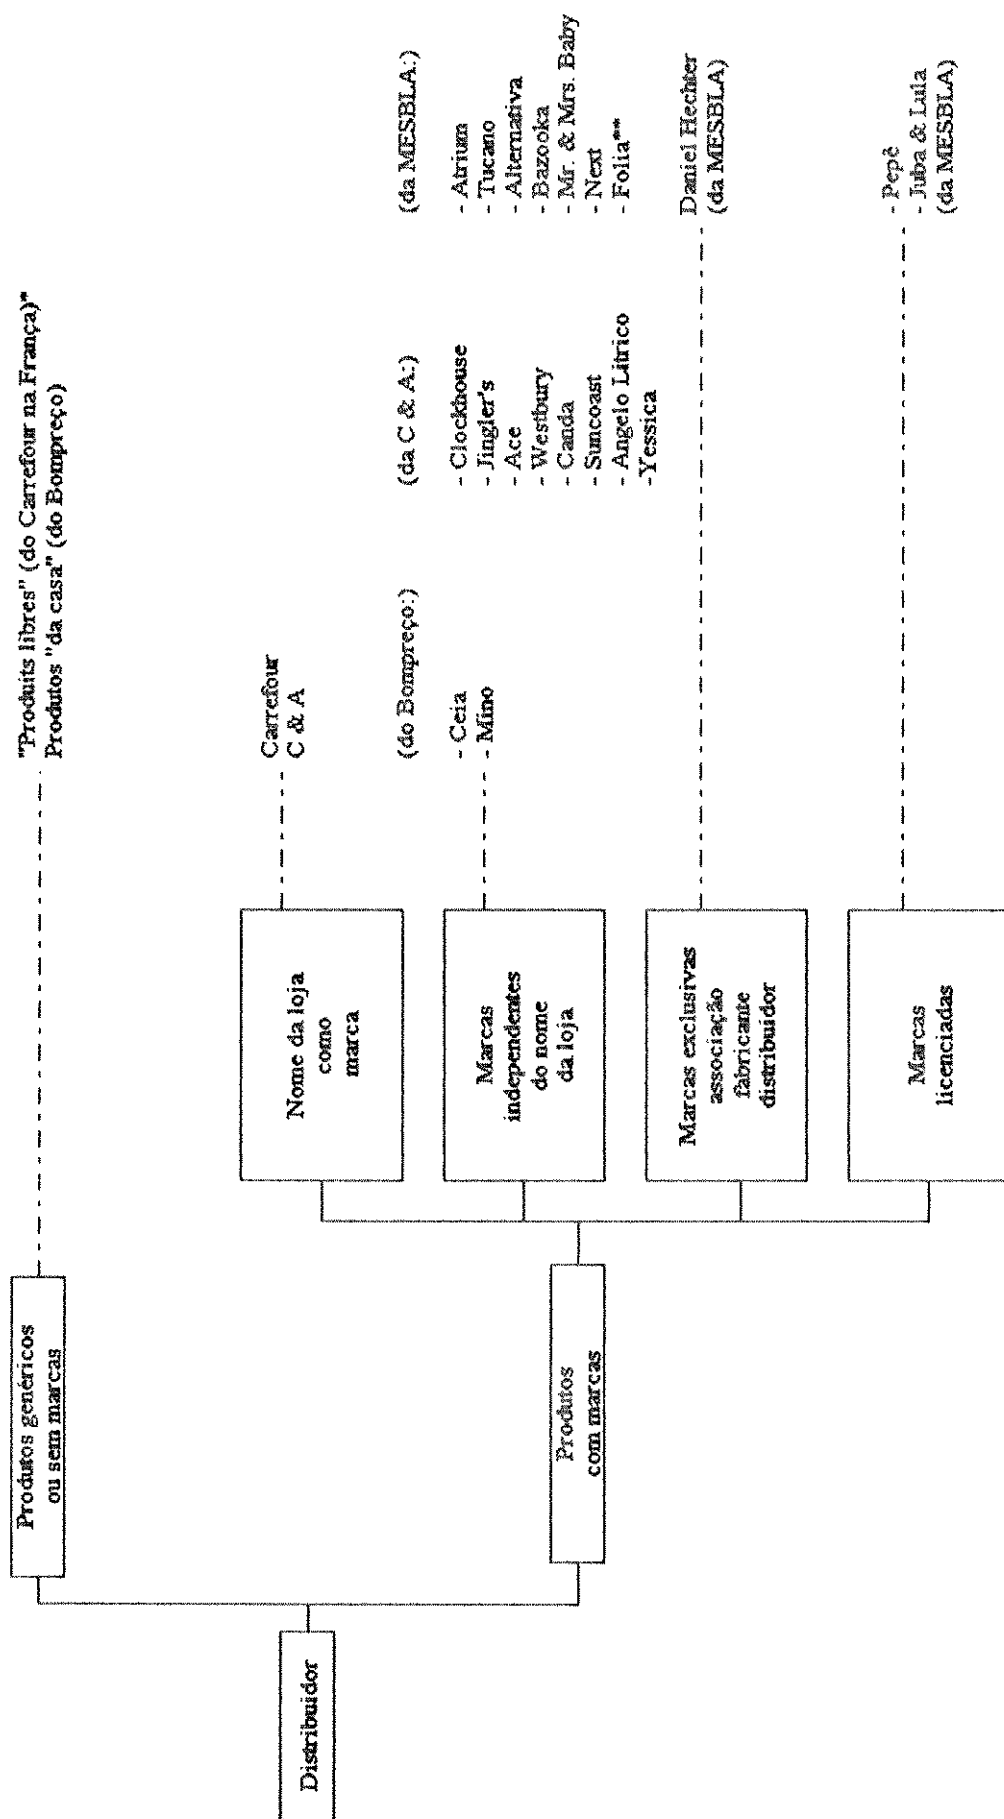 Distribuidor
Produtos genéricos
ou sem marcas
"Produits libres" (do Carrefour na França)*
Produtos "da casa" (do Bompreço)
Produtos
com marcas
Nome da loja
como
marca
Carrefour
C & A
Marcas
independentes
do nome
da loja
(do Bompreço:)
- Ceia
- Mino
(da C & A:)
- Clockhouse
- Jingler's
- Ace
- Westbury
- Canda
- Suncoast
- Angelo Litrico
-Yessica
(da MESBLA:)
- Atrium
- Tucano
- Alternativa
- Bazooka
- Mr. & Mrs. Baby
- Next
- Folia**
Marcas exclusivas
associação
fabricante
distribuidor
Daniel Hechter
(da MESBLA)
Marcas
licenciadas
- Pepê
- Juba & Lula
(da MESBLA)